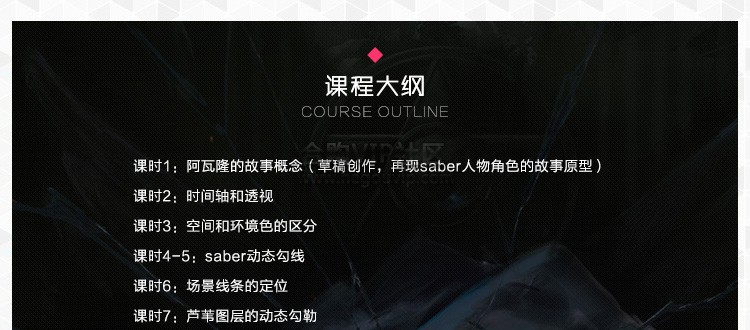 课程大纲
COURSE OUTLINE
课时1：阿瓦隆的故事概念（草稿创作，再现saber人物角色的故事原型）
课时2：时间轴和透视
课时3：空间和环境色的区分
课时4-5：saber动态勾线
课时6：场景线条的定位
课时7：芦苇图层的动态勾勒